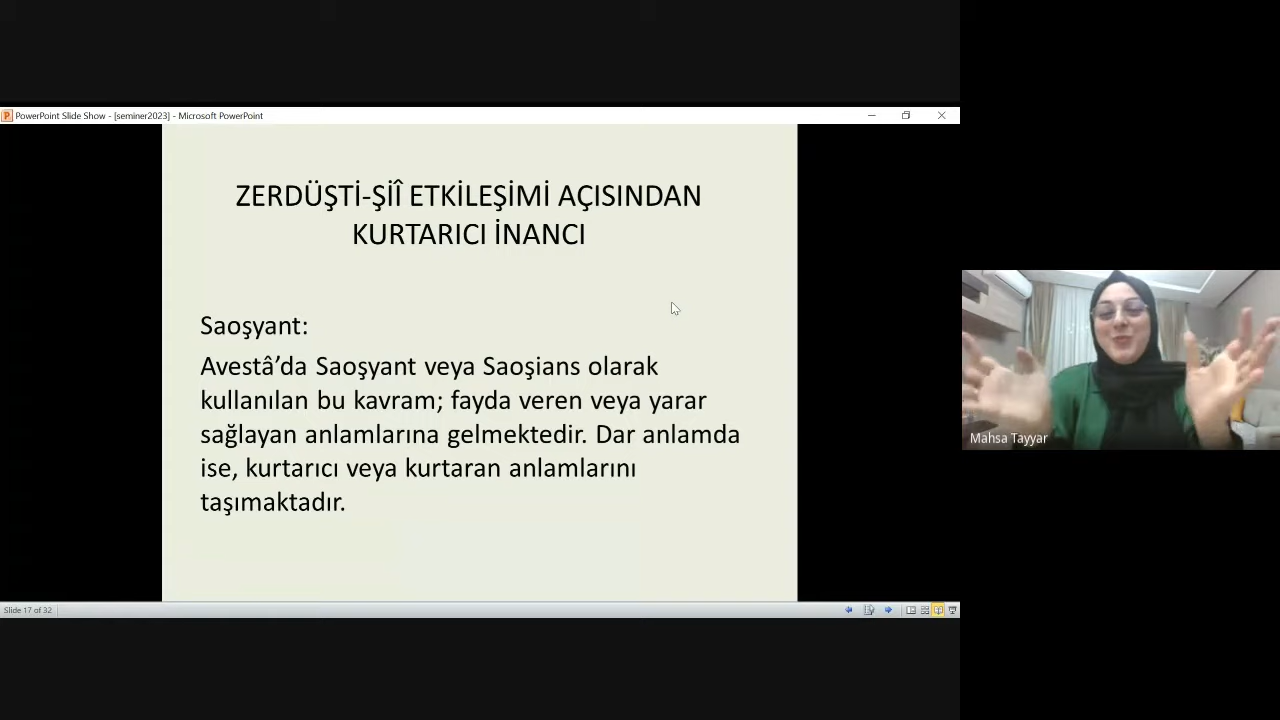 PowerPoint Slide Show - [seminer2023] - Microsoft PowerPoint
ZERDÜŞTİ-ŞİÎ ETKİLEŞİMİ AÇISINDAN
KURTARICI İNANCI
Saoşyant:
Avestâ’da Saoşyant veya Saoşians olarak
kullanılan bu kavram; fayda veren veya yarar
sağlayan anlamlarına gelmektedir. Dar anlamda
ise, kurtarıcı veya kurtaran anlamlarını
taşımaktadır.
Mahsa Tayyar
Slide 17 of 32